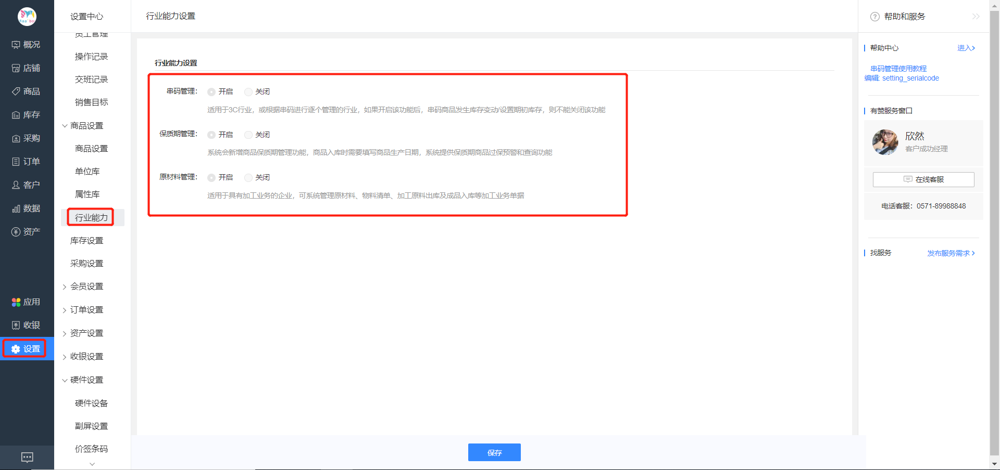 概况
店铺
商品
库存
采购
订单
客户
数据
资产
应用
收银
设置
设置中心
员工管理
操作记录
交班记录
销售目标
商品设置
商品设置
单位库
属性库
行业能力
库存设置
采购设置
会员设置
订单设置
资产设置
收银设置
硬件设置
硬件设备
副屏设置
价签条码
行业能力设置
行业能力设置
串码管理： 开启 关闭
适用于3C行业，或根据串码进行逐个管理的行业，如果开启该功能后，串码商品发生库存变动/设置期初库存，则不能关闭该功能
保质期管理： 开启 关闭
系统会新增商品保质期管理功能，商品入库时需要填写商品生产日期，系统提供保质期商品过保预警和查询功能
原材料管理： 开启 关闭
适用于具有加工业务的企业，可系统管理原材料、物料清单、加工原料出库及成品入库等加工业务单据
保存
帮助和服务
帮助中心 进入
串码管理使用教程
编辑: setting_serialcode
有赞服务窗口
欣然
客户成功经理
在线客服
电话客服：0571-89988848
找服务 发布服务需求